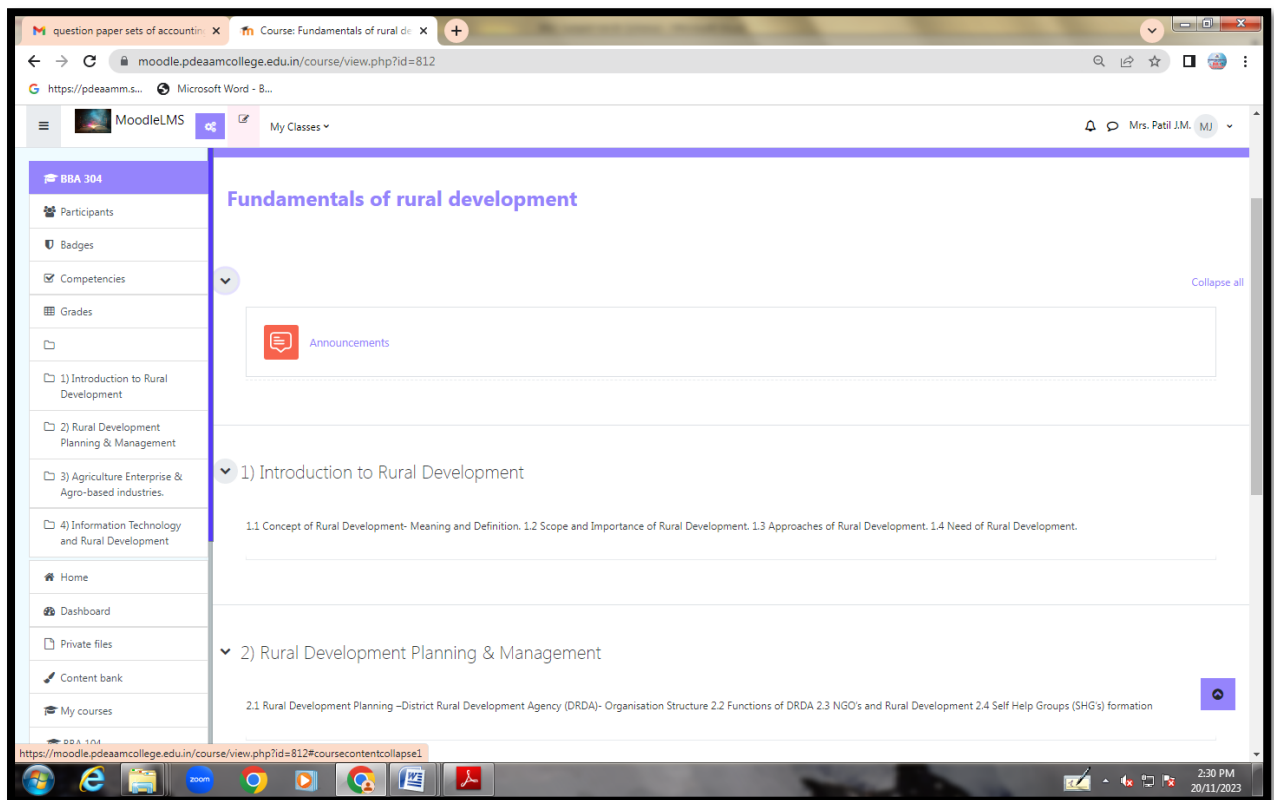 question paper sets of accountin
Course: Fundamentals of rural de
moodle.pdeaamcollege.edu.in/course/view.php?id=812
https://pdeaamm.s... Microsoft Word - B...
MoodleLMS
My Classes
Mrs. Patil J.M. MJ
BBA 304
Participants
Badges
Competencies
Grades
1) Introduction to Rural
Development
2) Rural Development
Planning & Management
3) Agriculture Enterprise &
Agro-based industries.
4) Information Technology
and Rural Development
Home
Dashboard
Private files
Content bank
My courses
BBA 104
Fundamentals of rural development
Collapse all
Announcements
1) Introduction to Rural Development
1.1 Concept of Rural Development- Meaning and Definition. 1.2 Scope and Importance of Rural Development. 1.3 Approaches of Rural Development. 1.4 Need of Rural Development.
2) Rural Development Planning & Management
2.1 Rural Development Planning –District Rural Development Agency (DRDA)- Organisation Structure 2.2 Functions of DRDA 2.3 NGO's and Rural Development 2.4 Self Help Groups (SHG's) formation
https://moodle.pdeaamcollege.edu.in/course/view.php?id=812#coursecontentcollapse1
zoom
2:30 PM
20/11/2023